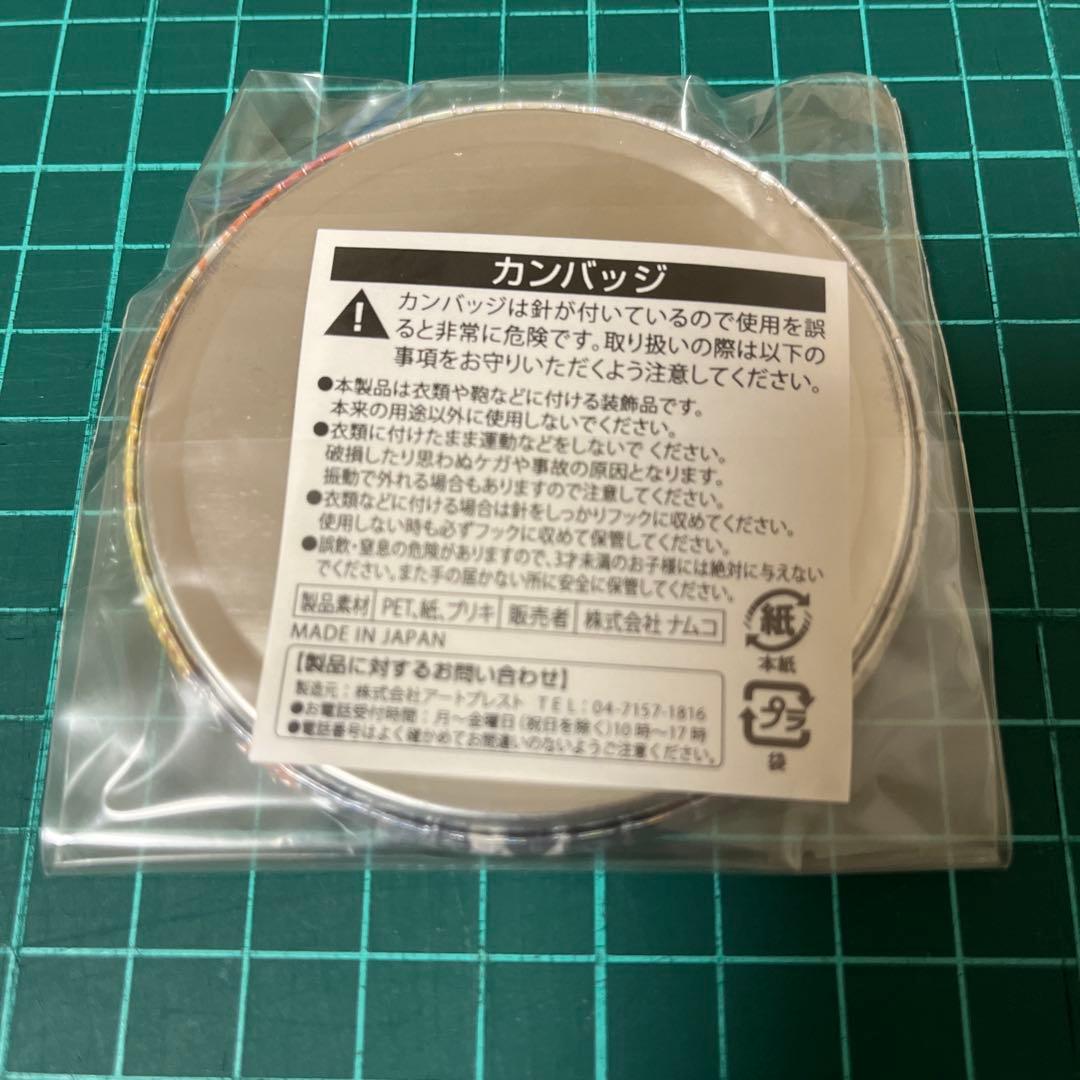 カンバッジ
カンバッジは針が付いているので使用を誤
ると非常に危険です。取り扱いの際は以下の
事項をお守りいただくよう注意してください。
●本製品は衣類や鞄などに付ける装飾品です。
本来の用途以外に使用しないでください。
●衣類に付けたまま運動などをしないで ください。
破損したり思わぬケガや事故の原因となります。
振動で外れる場合もありますので注意してください。
●衣類などに付ける場合は針をしっかりフックに収めてください。
使用しない時も必ずフックに収めて保管してください。
●誤飲・窒息の危険がありますので、3才未満のお子様には絶対に与えない
でください。また手の届かない所に安全に保管してください。
製品素材 PET、紙、ブリキ 販売者 株式会社 ナムコ
MADE IN JAPAN
【製品に対するお問い合わせ】
製造元：株式会社アートプレスト TEL：04-7157-1816
●お電話受付時間：月～金曜日(祝日を除く)10時～17時
●電話番号はよく確かめてお間違いのないようご注意ください。
紙
本紙
プラ
袋